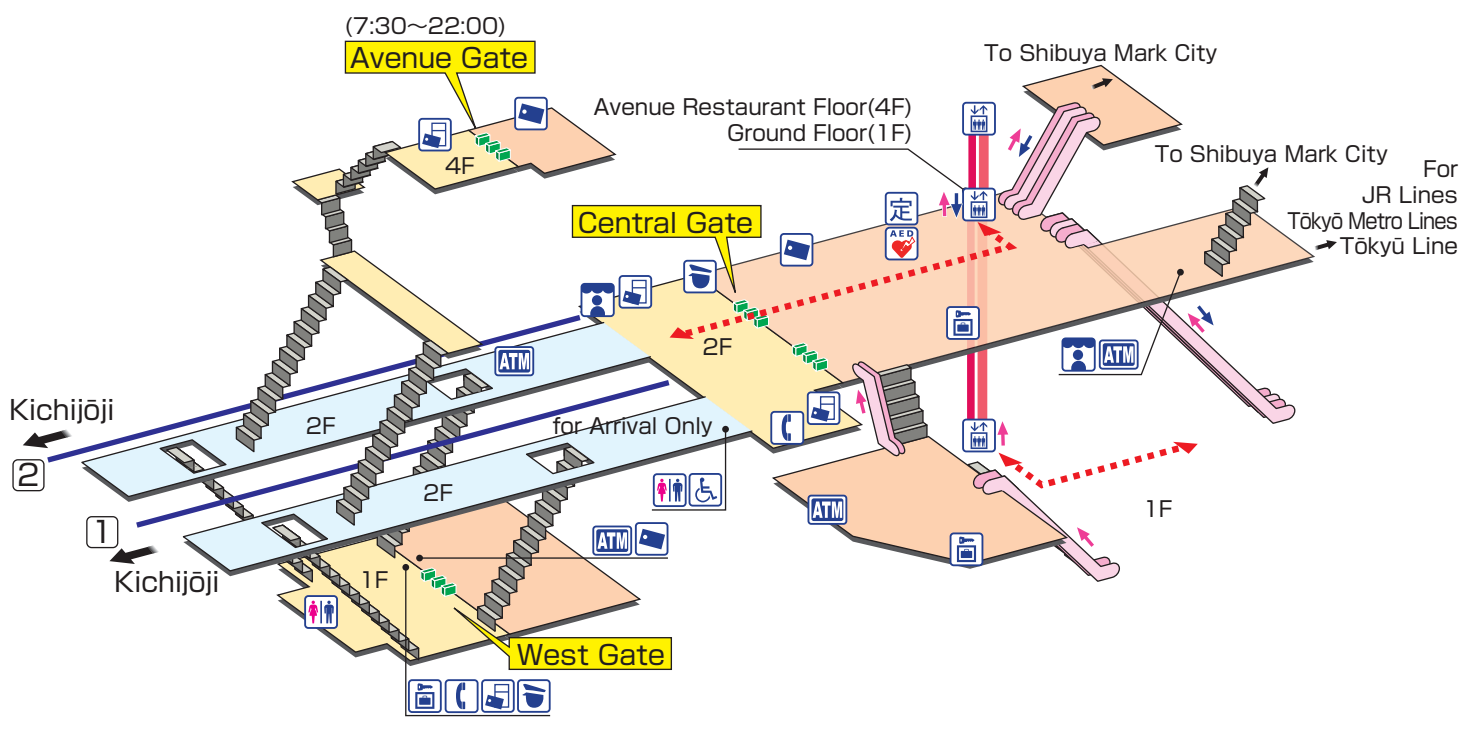 (7:30〜22:00)
Avenue Gate
To Shibuya Mark City
Avenue Restaurant Floor(4F)
Ground Floor(1F)
4F
To Shibuya Mark City
For
JR Lines
Tōkyō Metro Lines
Tōkyū Line
Central Gate
定
AED
2F
ATM
ATM
Kichijōji
2
2F
for Arrival Only
2F
1
Kichijōji
ATM
ATM
1F
1F
West Gate